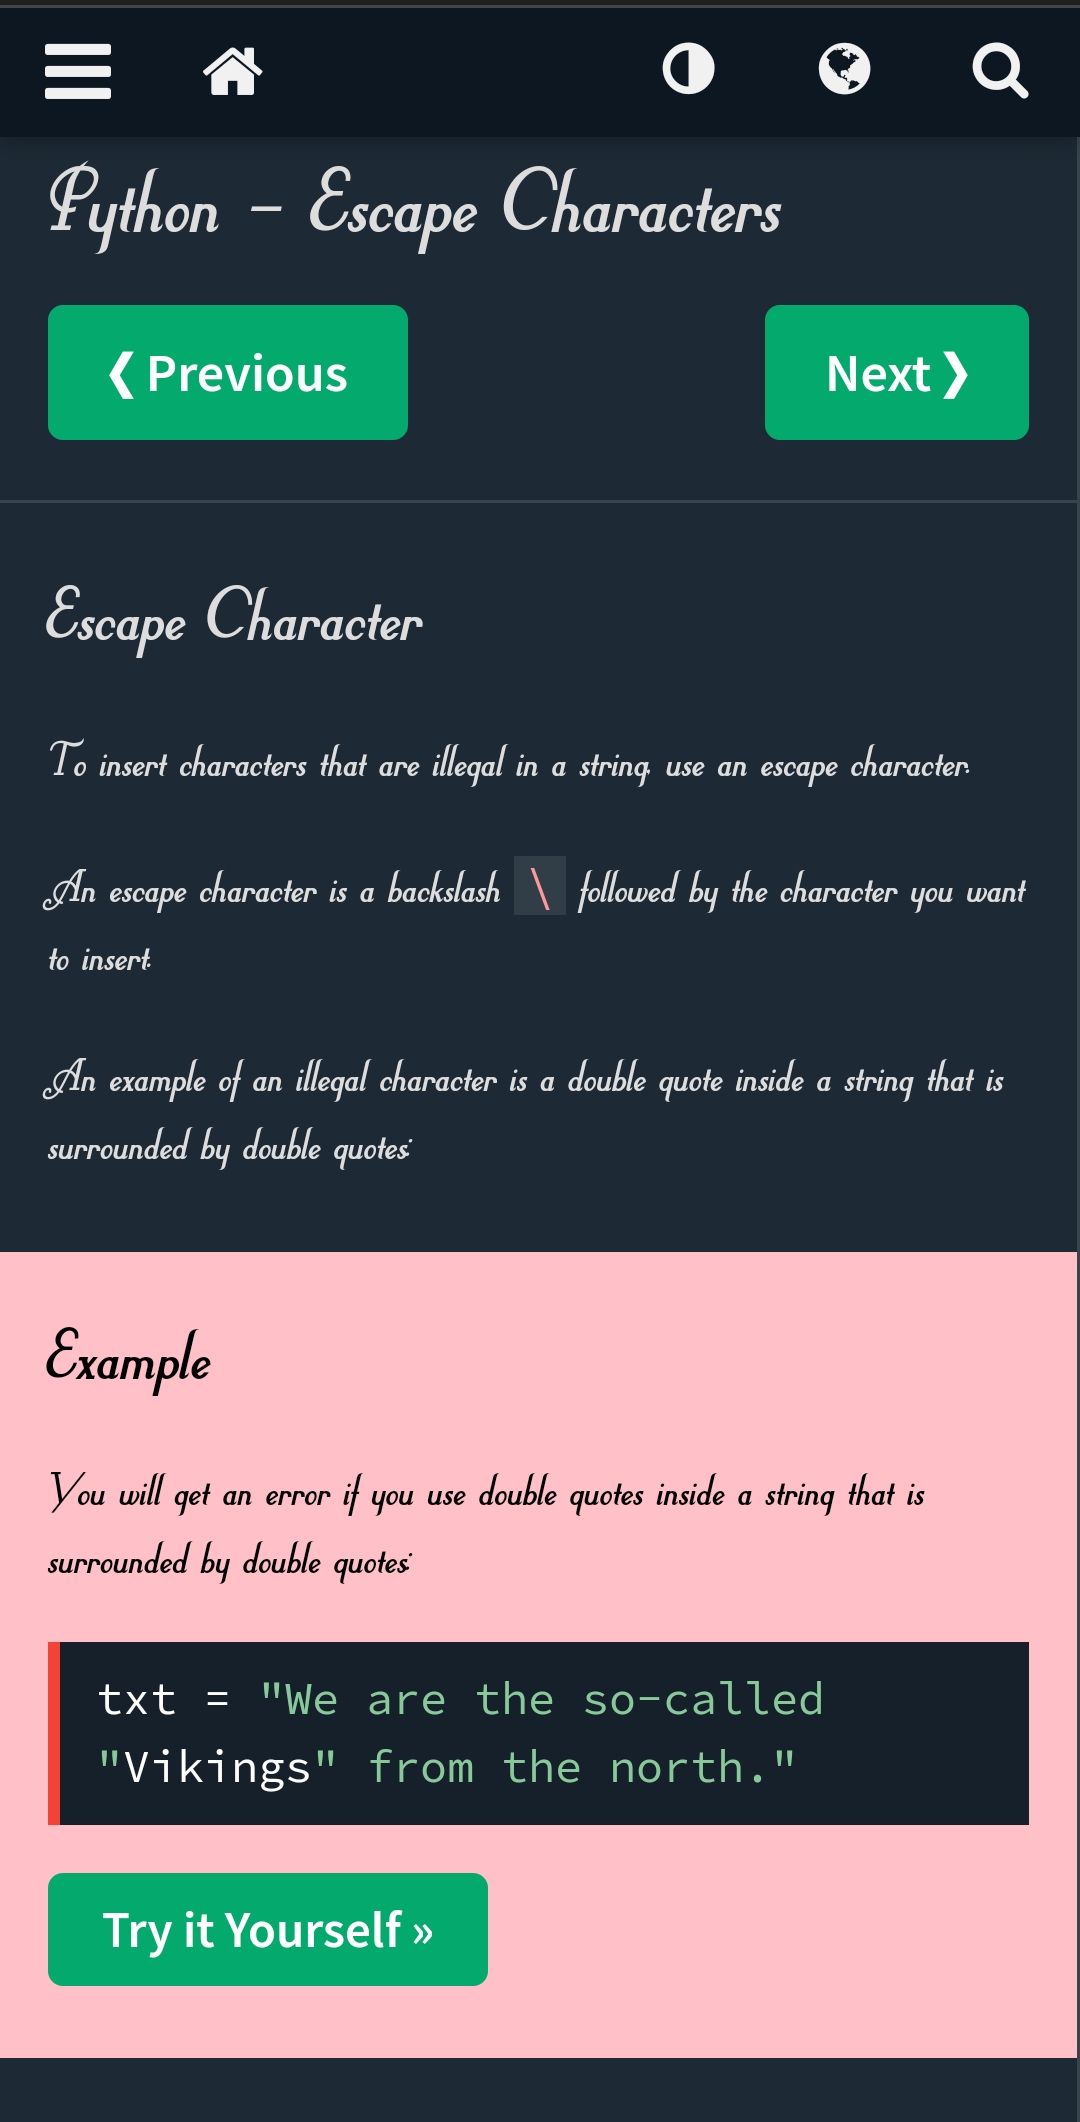 Python - Escape Characters
❮ Previous
Next ❯
Escape Character
To insert characters that are illegal in a string, use an escape character.
An escape character is a backslash \ followed by the character you want
to insert.
An example of an illegal character is a double quote inside a string that is
surrounded by double quotes:
Example
You will get an error if you use double quotes inside a string that is
surrounded by double quotes:
txt = "We are the so-called
"Vikings" from the north."
Try it Yourself »